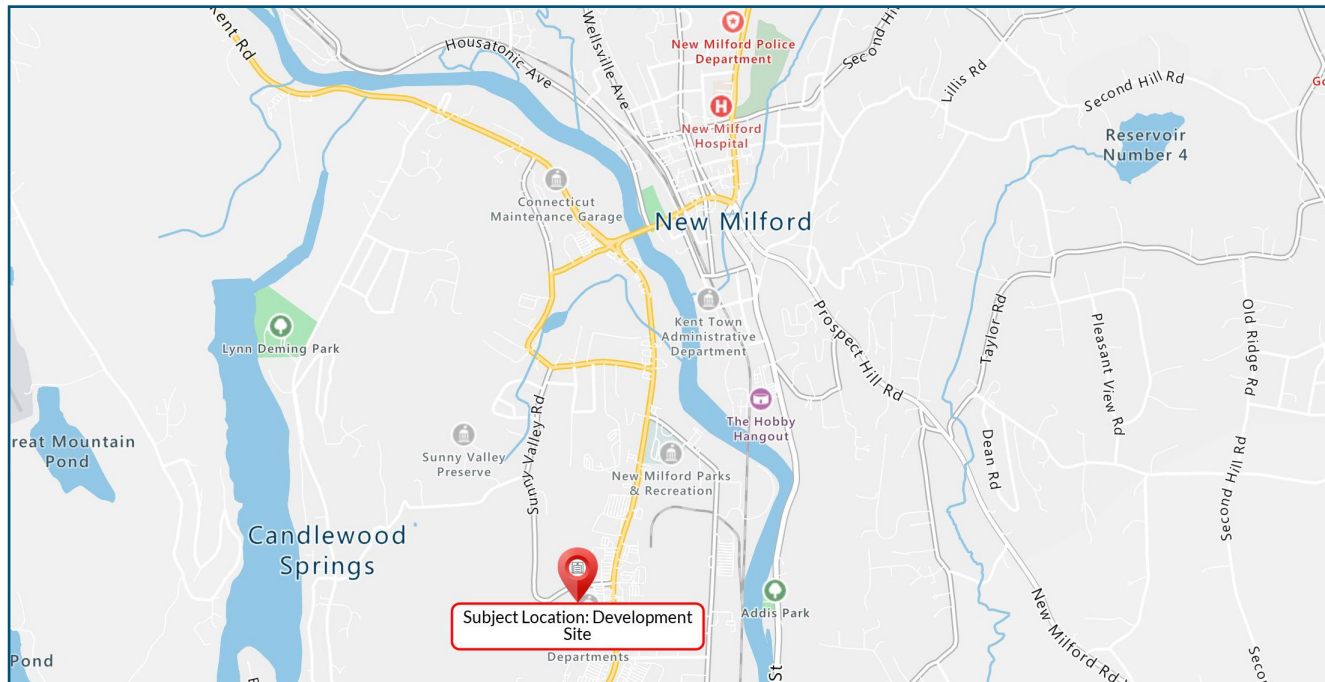 Kent Rd
Housatonic Ave
Wellsville Ave
New Milford Police
Department
Second
Lillis Rd
Second Hill Rd
New Milford
Hospital
Reservoir
Number 4
Connecticut
Maintenance Garage
New Milford
Lynn Deming Park
Kent Town
Administrative
Department
Prospect Hill Rd
Taylor Rd
Pleasant View Rd
Old Ridge Rd
The Hobby
Hangout
reat Mountain
Pond
Sunny Valley Rd
Sunny Valley
Preserve
New Milford Parks
& Recreation
Dean Rd
Second Hill Rd
Candlewood
Springs
Subject Location: Development
Site
Departments
Addis Park
New Milford Rd
St
Pond